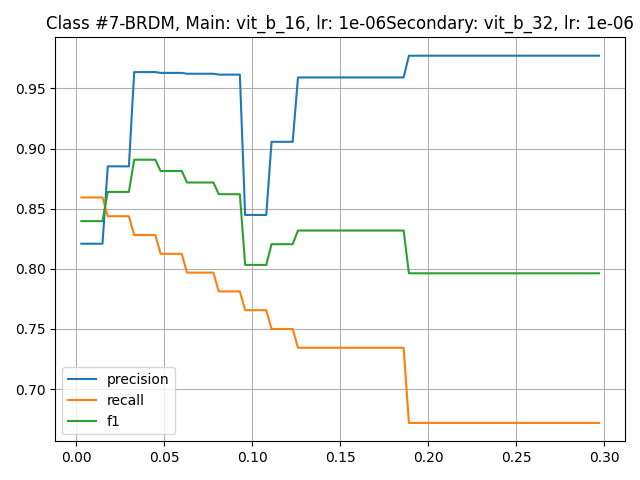 Class #7-BRDM, Main: vit_b_16, lr: 1e-06Secondary: vit_b_32, lr: 1e-06
0.95
0.90
0.85
0.80
0.75
0.70
precision
recall
f1
0.00 0.05 0.10 0.15 0.20 0.25 0.30